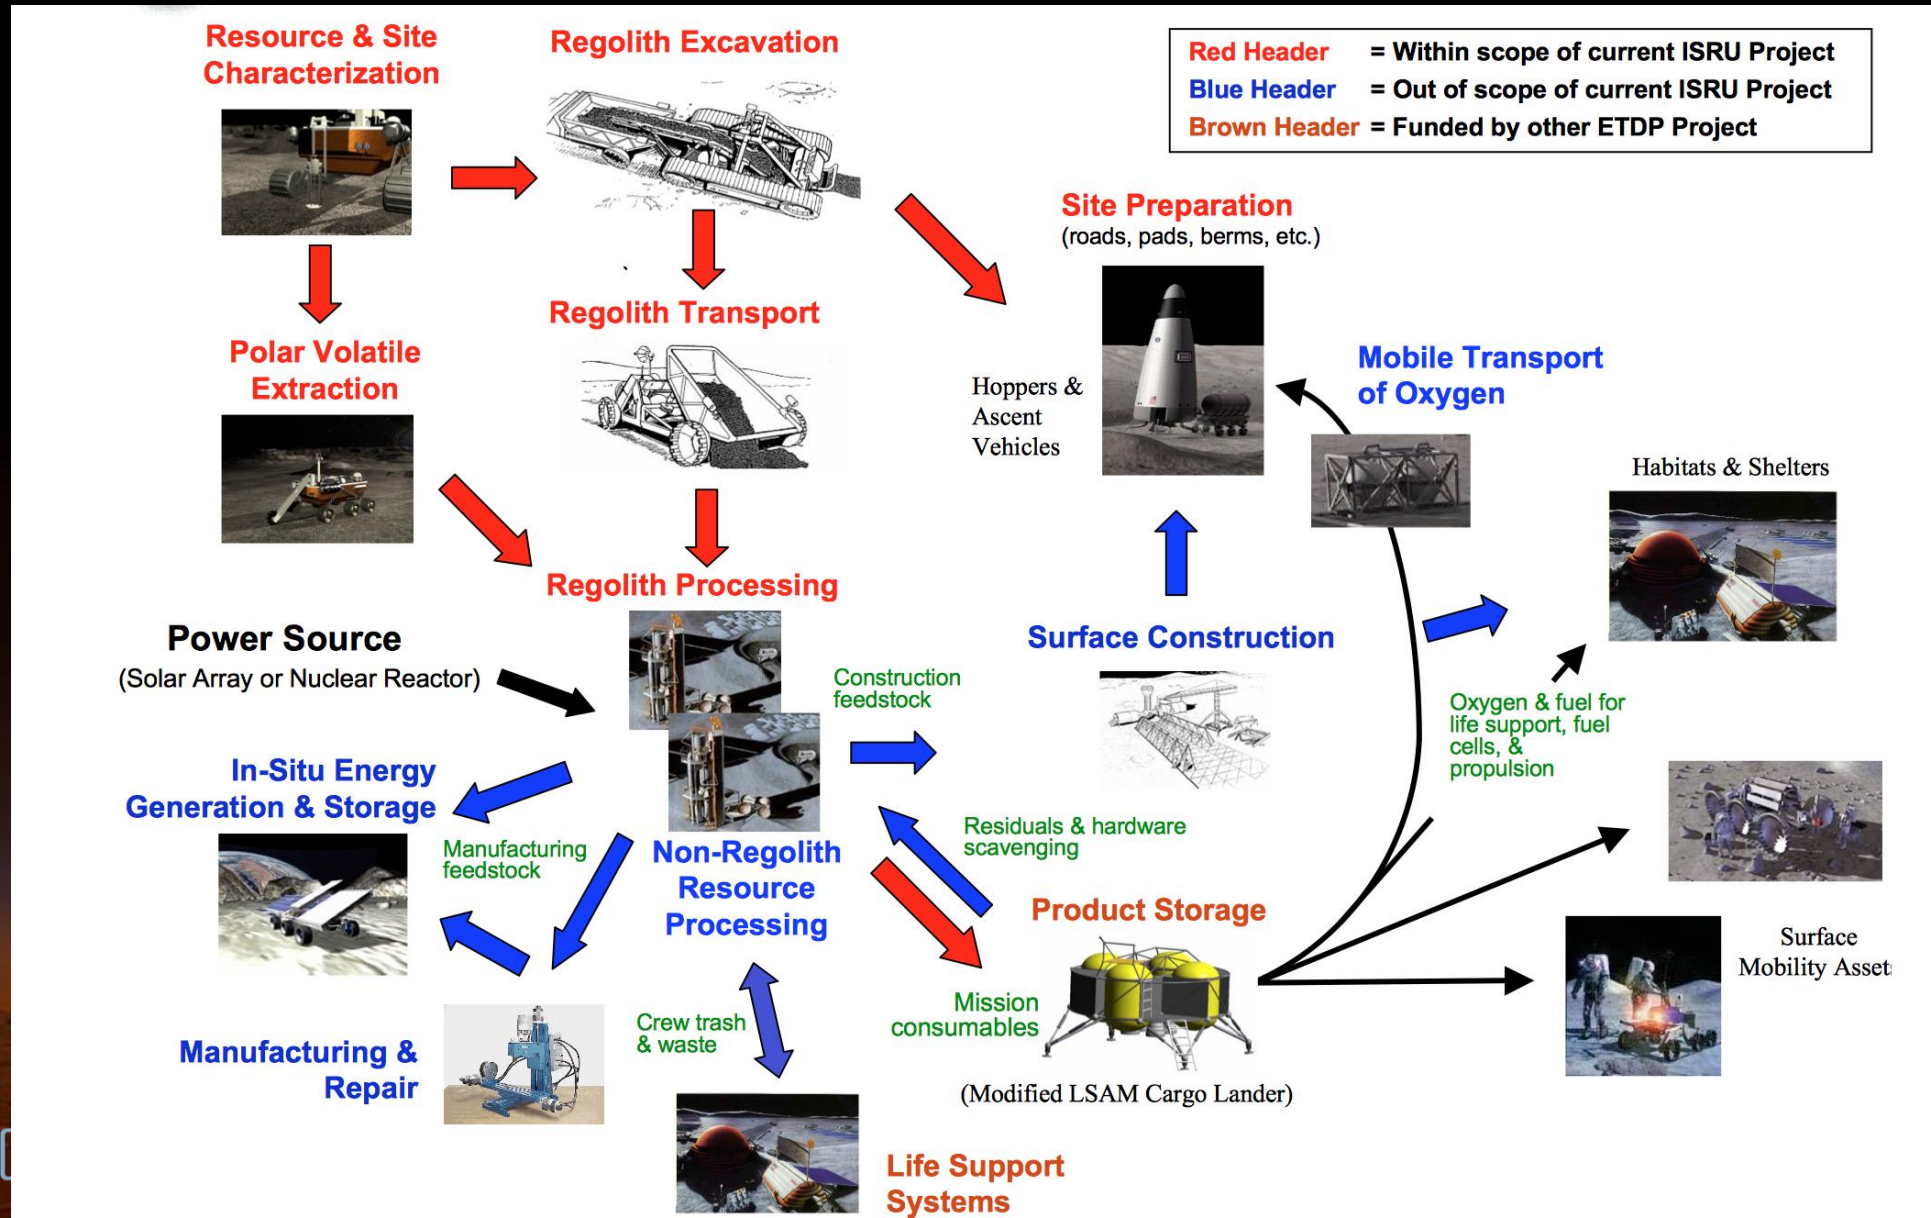 Resource & Site
Characterization
Regolith Excavation
Red Header = Within scope of current ISRU Project
Blue Header = Out of scope of current ISRU Project
Brown Header = Funded by other ETDP Project
Site Preparation
(roads, pads, berms, etc.)
Regolith Transport
Polar Volatile
Extraction
Hoppers &
Ascent
Vehicles
Mobile Transport
of Oxygen
Habitats & Shelters
Regolith Processing
Power Source
(Solar Array or Nuclear Reactor)
Construction
feedstock
Surface Construction
Oxygen & fuel for
life support, fuel
cells, &
propulsion
In-Situ Energy
Generation & Storage
Manufacturing
feedstock
Non-Regolith
Resource
Processing
Residuals & hardware
scavenging
Product Storage
Surface
Mobility Assets
Mission
consumables
Crew trash
& waste
Manufacturing &
Repair
(Modified LSAM Cargo Lander)
Life Support
Systems